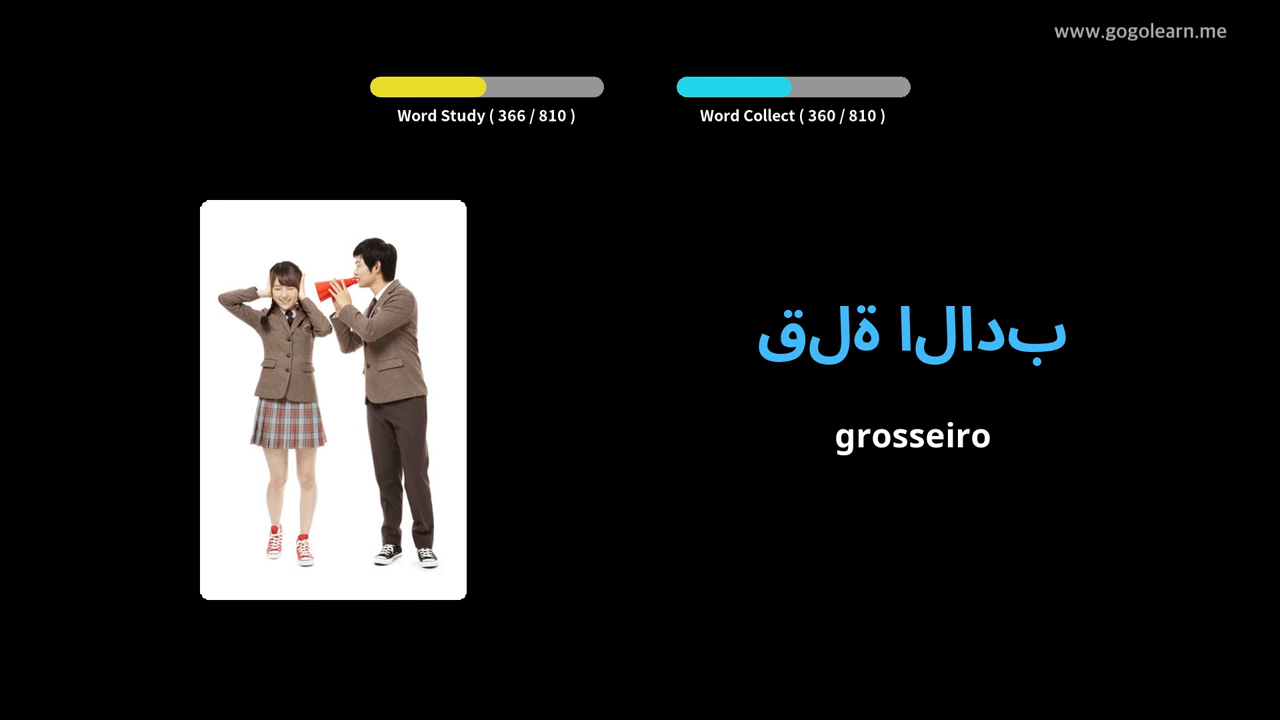 www.gogolearn.me
Word Study ( 366 / 810 )
Word Collect ( 360 / 810 )
قلة الادب
grosseiro